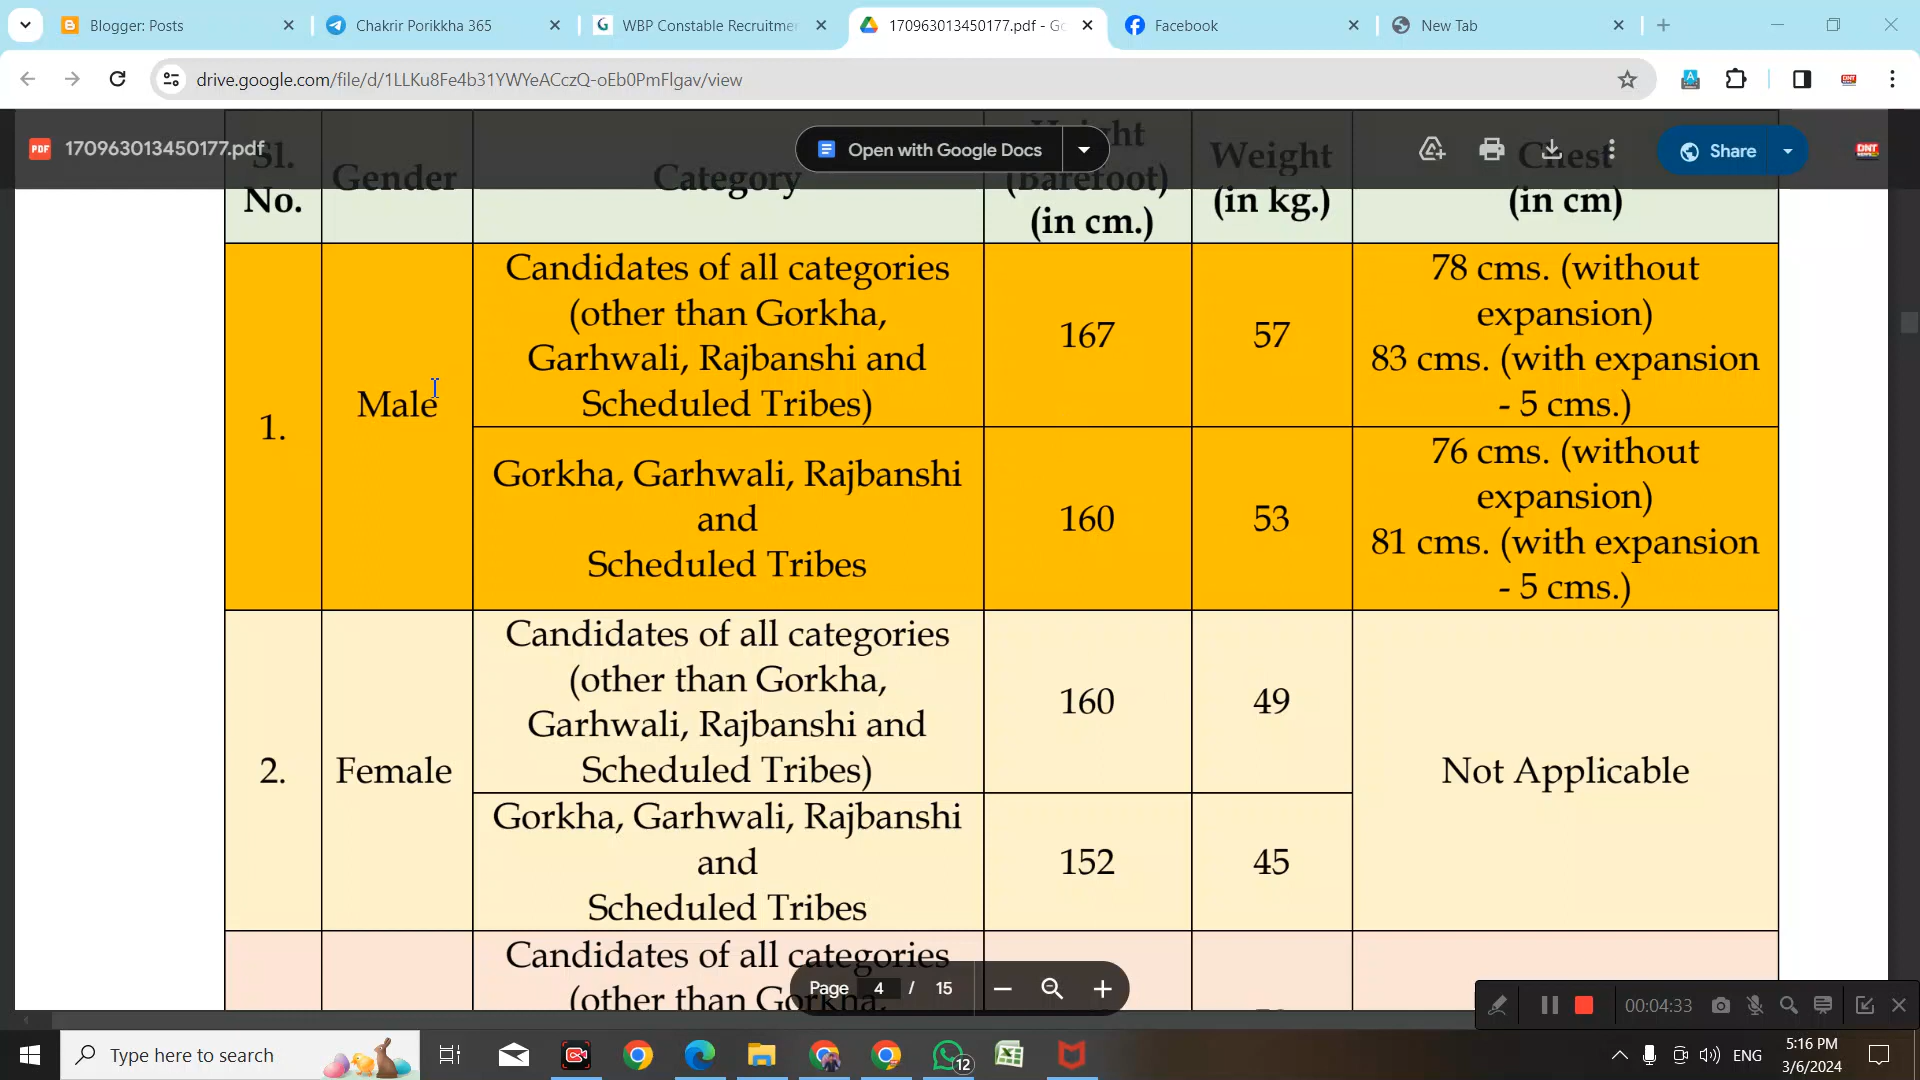 Blogger: Posts
Chakrir Porikkha 365
WBP Constable Recruitmen
170963013450177.pdf - Go
Facebook
New Tab
drive.google.com/file/d/1LLKu8Fe4b31YWYeACczQ-oEb0PmFlgav/view
PDF
170963013450177.pdf
Open with Google Docs
Share
DNT
NEWS
Sl.
No.
Gender
Category
Height
(Barefoot)
(in cm.)
Weight
(in kg.)
Chest
(in cm)
1.
Male
Candidates of all categories
(other than Gorkha,
Garhwali, Rajbanshi and
Scheduled Tribes)
167
57
78 cms. (without
expansion)
83 cms. (with expansion
- 5 cms.)
Gorkha, Garhwali, Rajbanshi
and
Scheduled Tribes
160
53
76 cms. (without
expansion)
81 cms. (with expansion
- 5 cms.)
2.
Female
Candidates of all categories
(other than Gorkha,
Garhwali, Rajbanshi and
Scheduled Tribes)
160
49
Not Applicable
Gorkha, Garhwali, Rajbanshi
and
Scheduled Tribes
152
45
Candidates of all categories
(other than Gorkha,
Page 4 / 15
00:04:33
Type here to search
12
ENG
5:16 PM
3/6/2024